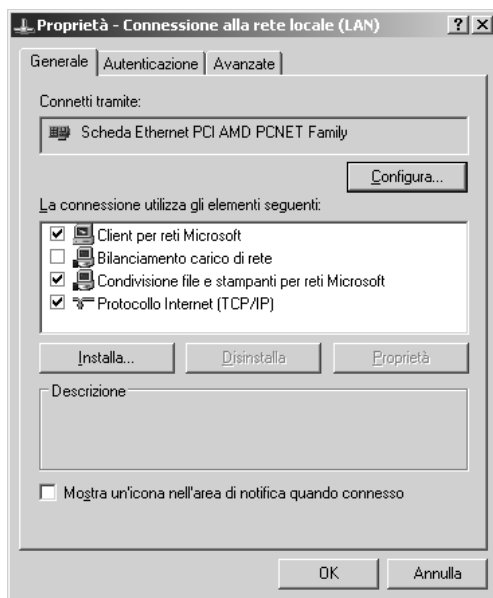 Proprietà - Connessione alla rete locale (LAN)
Generale Autenticazione Avanzate
Connetti tramite:
Scheda Ethernet PCI AMD PCNET Family
Configura...
La connessione utilizza gli elementi seguenti:
Client per reti Microsoft
Bilanciamento carico di rete
Condivisione file e stampanti per reti Microsoft
Protocollo Internet (TCP/IP)
Installa... Disinstalla Proprietà
Descrizione
Mostra un'icona nell'area di notifica quando connesso
OK Annulla